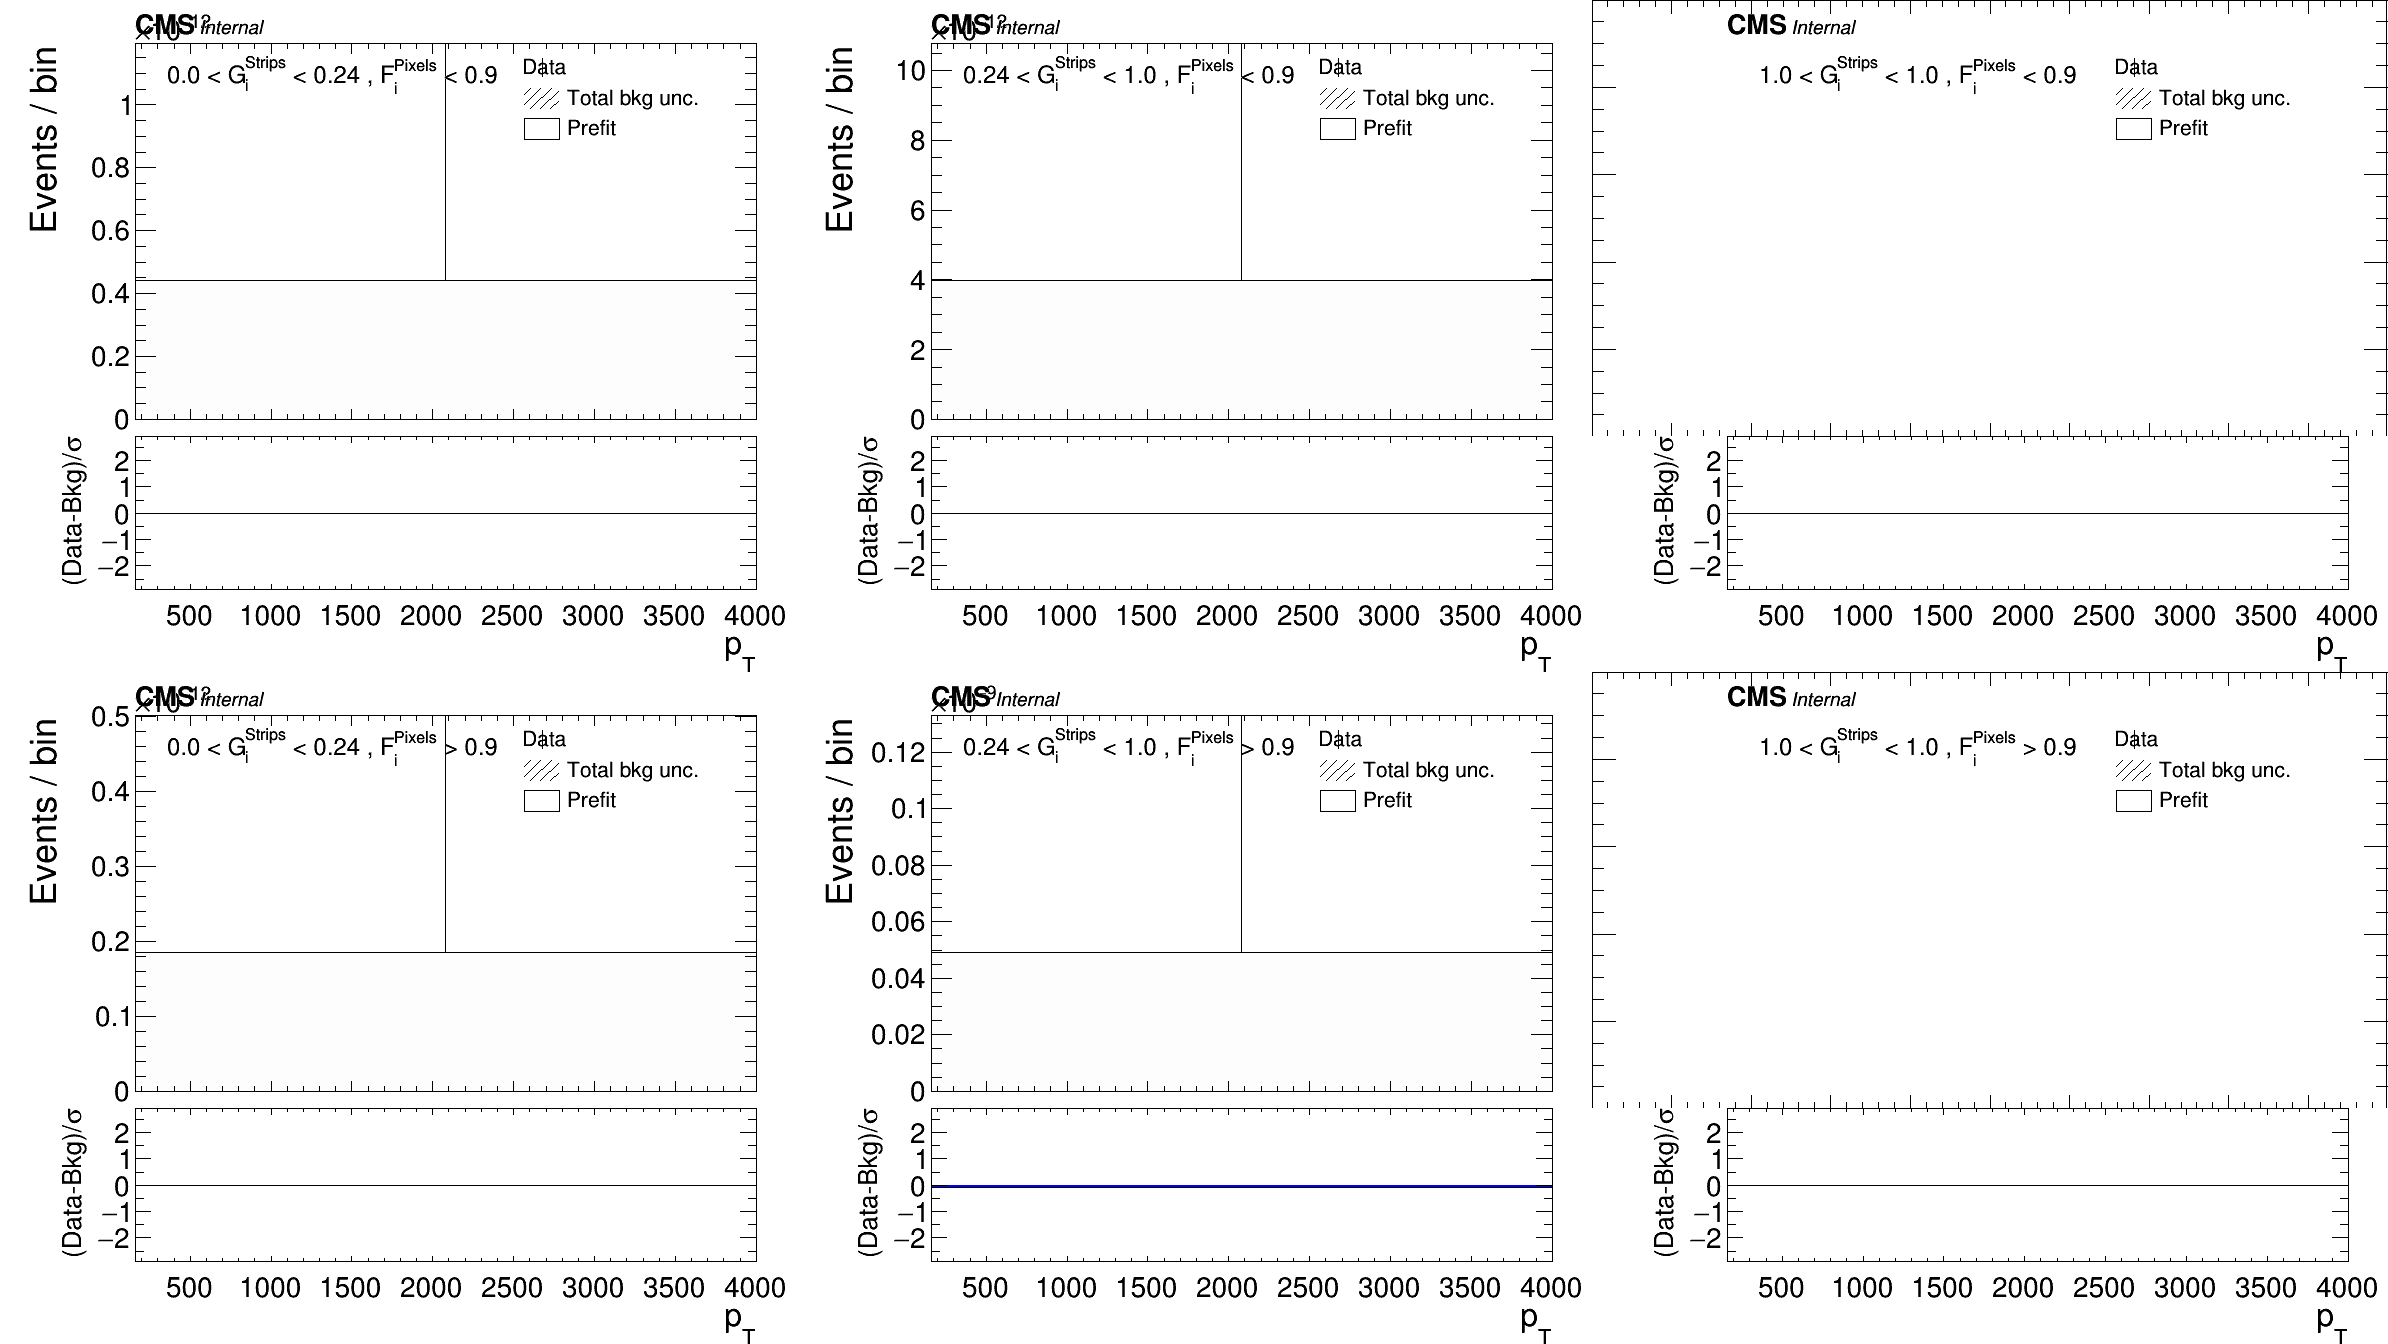 CMS Internal
Events / bin
0.0 < G_i^Strips < 0.24 , F_i^Pixels < 0.9
Data
Total bkg unc.
Prefit
1
0.8
0.6
0.4
0.2
0
(Data-Bkg)/σ
2
1
0
−1
−2
500 1000 1500 2000 2500 3000 3500 4000
p_T
CMS Internal
Events / bin
0.24 < G_i^Strips < 1.0 , F_i^Pixels < 0.9
Data
Total bkg unc.
Prefit
10
8
6
4
2
0
(Data-Bkg)/σ
2
1
0
−1
−2
500 1000 1500 2000 2500 3000 3500 4000
p_T
CMS Internal
1.0 < G_i^Strips < 1.0 , F_i^Pixels < 0.9
Data
Total bkg unc.
Prefit
(Data-Bkg)/σ
2
1
0
−1
−2
500 1000 1500 2000 2500 3000 3500 4000
p_T
CMS Internal
Events / bin
0.0 < G_i^Strips < 0.24 , F_i^Pixels > 0.9
Data
Total bkg unc.
Prefit
0.5
0.4
0.3
0.2
0.1
0
(Data-Bkg)/σ
2
1
0
−1
−2
500 1000 1500 2000 2500 3000 3500 4000
p_T
CMS Internal
Events / bin
0.24 < G_i^Strips < 1.0 , F_i^Pixels > 0.9
Data
Total bkg unc.
Prefit
0.12
0.1
0.08
0.06
0.04
0.02
0
(Data-Bkg)/σ
2
1
0
−1
−2
500 1000 1500 2000 2500 3000 3500 4000
p_T
CMS Internal
1.0 < G_i^Strips < 1.0 , F_i^Pixels > 0.9
Data
Total bkg unc.
Prefit
(Data-Bkg)/σ
2
1
0
−1
−2
500 1000 1500 2000 2500 3000 3500 4000
p_T